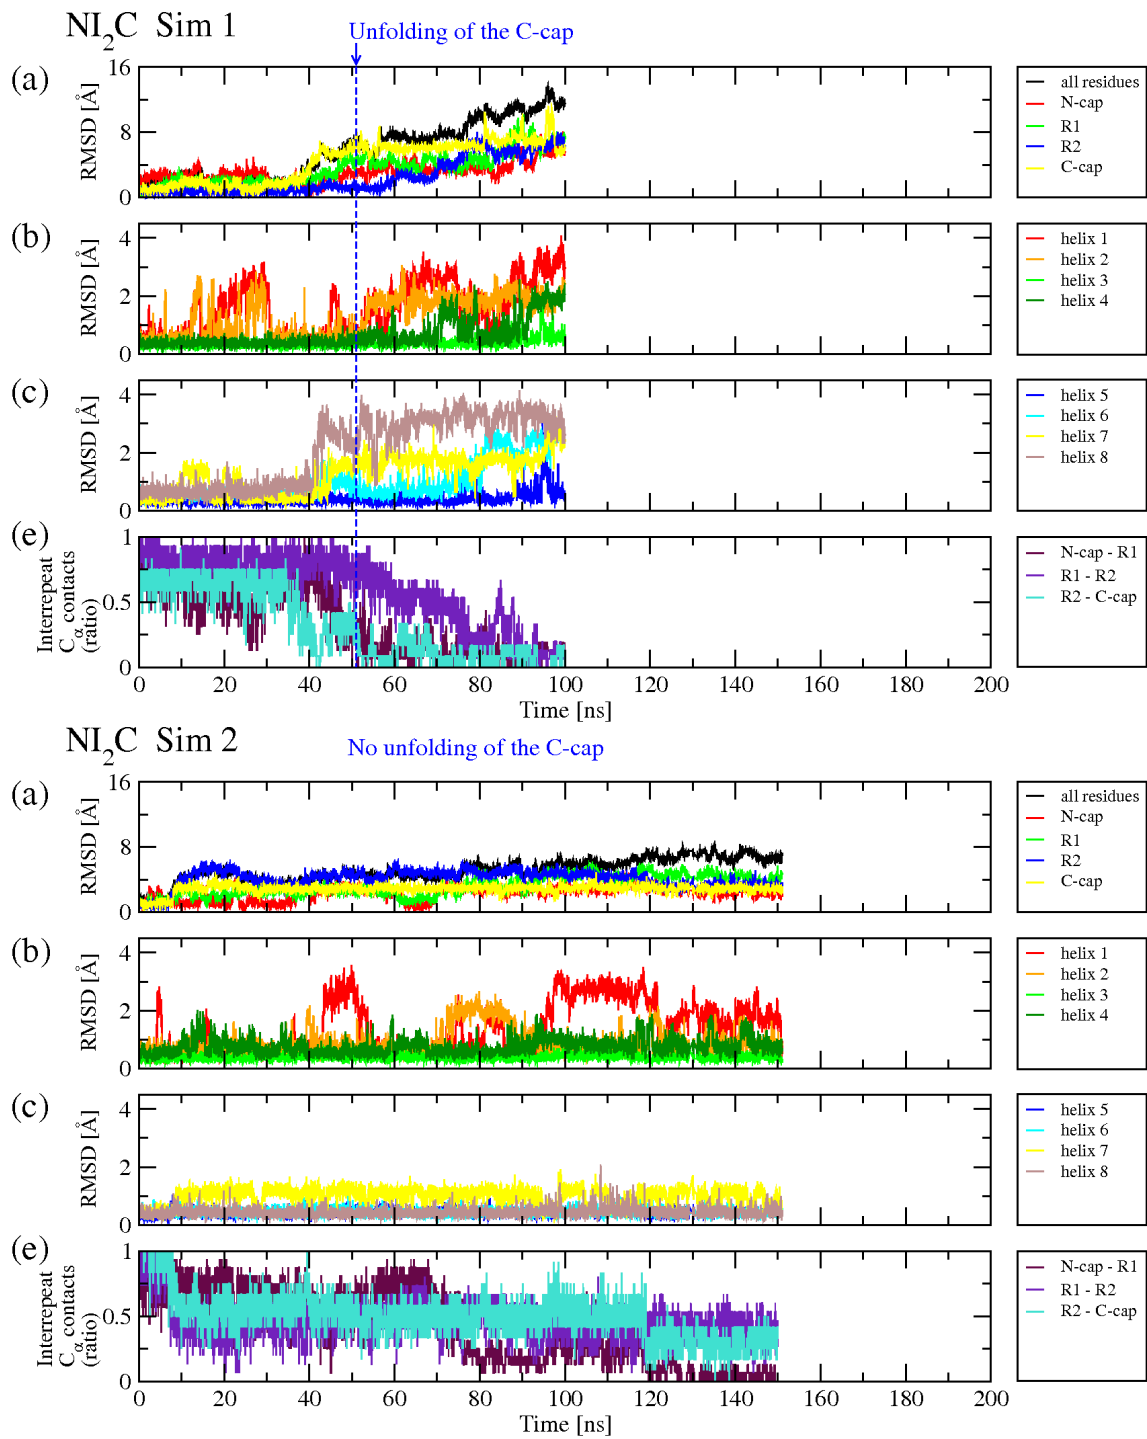 NI₂C Sim 1
Unfolding of the C-cap
(a)
RMSD [Å]
16
8
0
all residues
N-cap
R1
R2
C-cap
(b)
RMSD [Å]
4
2
0
helix 1
helix 2
helix 3
helix 4
(c)
RMSD [Å]
4
2
0
helix 5
helix 6
helix 7
helix 8
(e)
Interrepeat
Cα contacts
(ratio)
1
0.5
0
N-cap - R1
R1 - R2
R2 - C-cap
0 20 40 60 80 100 120 140 160 180 200
Time [ns]
NI₂C Sim 2
No unfolding of the C-cap
(a)
RMSD [Å]
16
8
0
all residues
N-cap
R1
R2
C-cap
(b)
RMSD [Å]
4
2
0
helix 1
helix 2
helix 3
helix 4
(c)
RMSD [Å]
4
2
0
helix 5
helix 6
helix 7
helix 8
(e)
Interrepeat
Cα contacts
(ratio)
1
0.5
0
N-cap - R1
R1 - R2
R2 - C-cap
0 20 40 60 80 100 120 140 160 180 200
Time [ns]